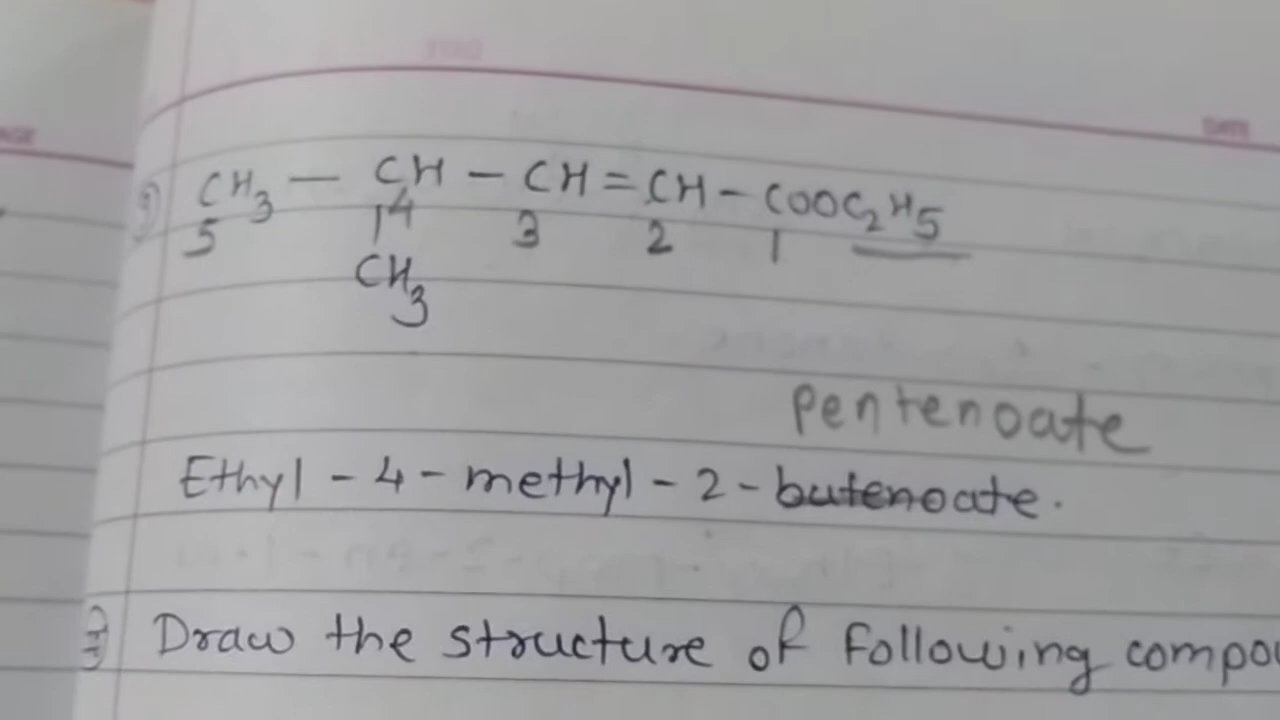 9) CH3 — CH — CH = CH — COOC2H5
5 4 3 2 1
CH3
Pentenoate
Ethyl - 4 - methyl - 2 - butenoate.
Draw the structure of following